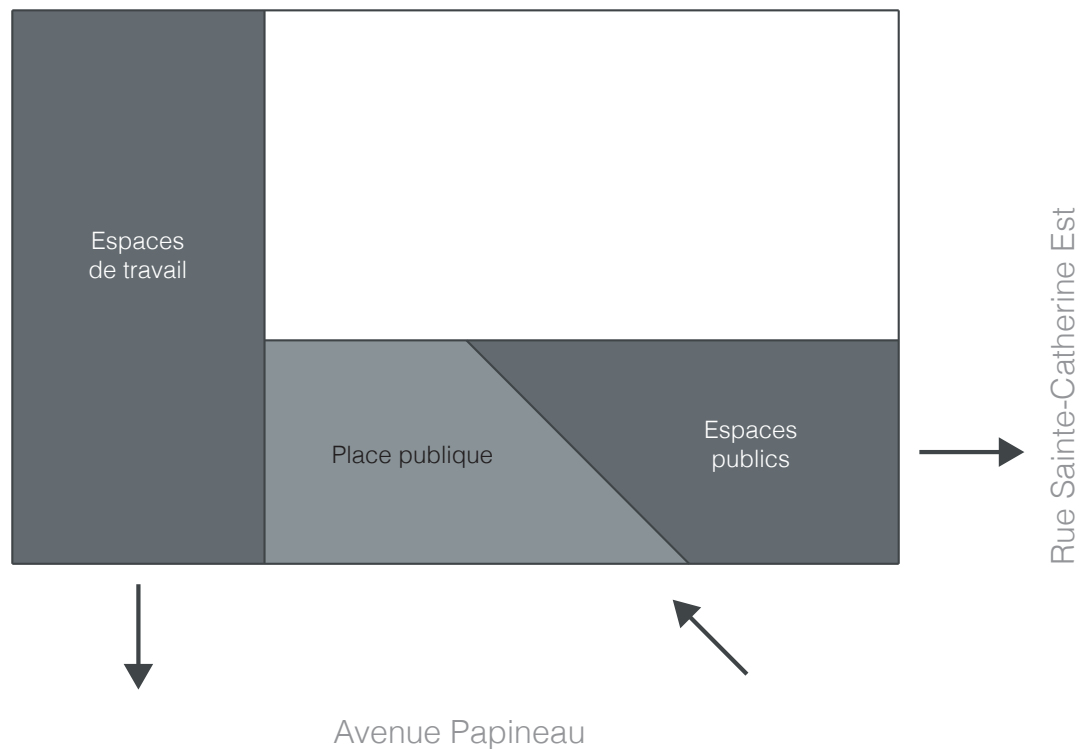 Espaces
de travail
Place publique
Espaces
publics
Rue Sainte-Catherine Est
Avenue Papineau